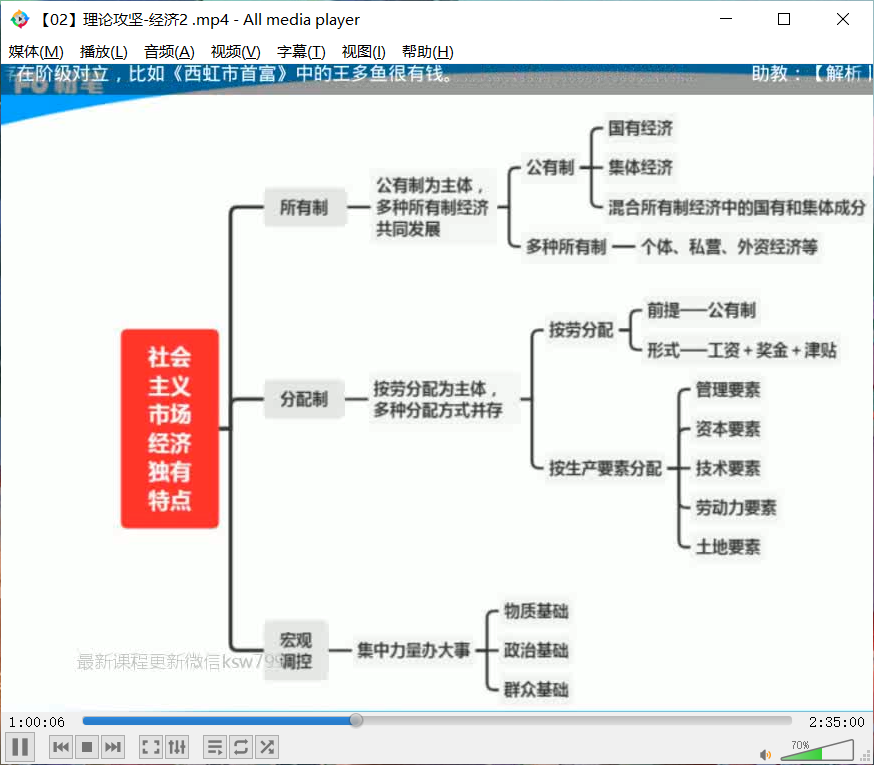 【02】理论攻坚-经济2 .mp4 - All media player
媒体(M) 播放(L) 音频(A) 视频(V) 字幕(T) 视图(I) 帮助(H)
在阶级对立，比如《西虹市首富》中的王多鱼很有钱。 助教：【解析
粉笔
国有经济
公有制为主体，
多种所有制经济
共同发展
所有制
公有制
集体经济
混合所有制经济中的国有和集体成分
多种所有制
个体、私营、外资经济等
社会
主义
市场
经济
独有
特点
分配制
按劳分配为主体，
多种分配方式并存
按劳分配
前提——公有制
形式——工资＋奖金＋津贴
按生产要素分配
管理要素
资本要素
技术要素
劳动力要素
土地要素
宏观
调控
集中力量办大事
物质基础
政治基础
群众基础
最新课程更新微信ksw799
1:00:06
2:35:00
70%